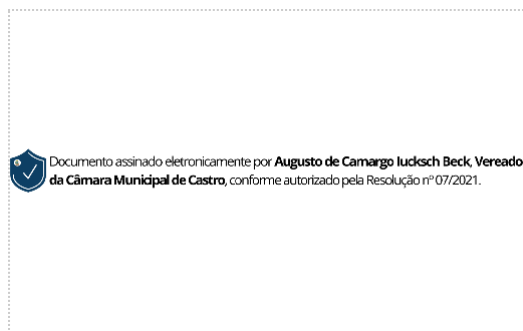 Documento assinado eletronicamente por Augusto de Camargo Iucksch Beck, Vereado
da Câmara Municipal de Castro, conforme autorizado pela Resolução nº 07/2021.